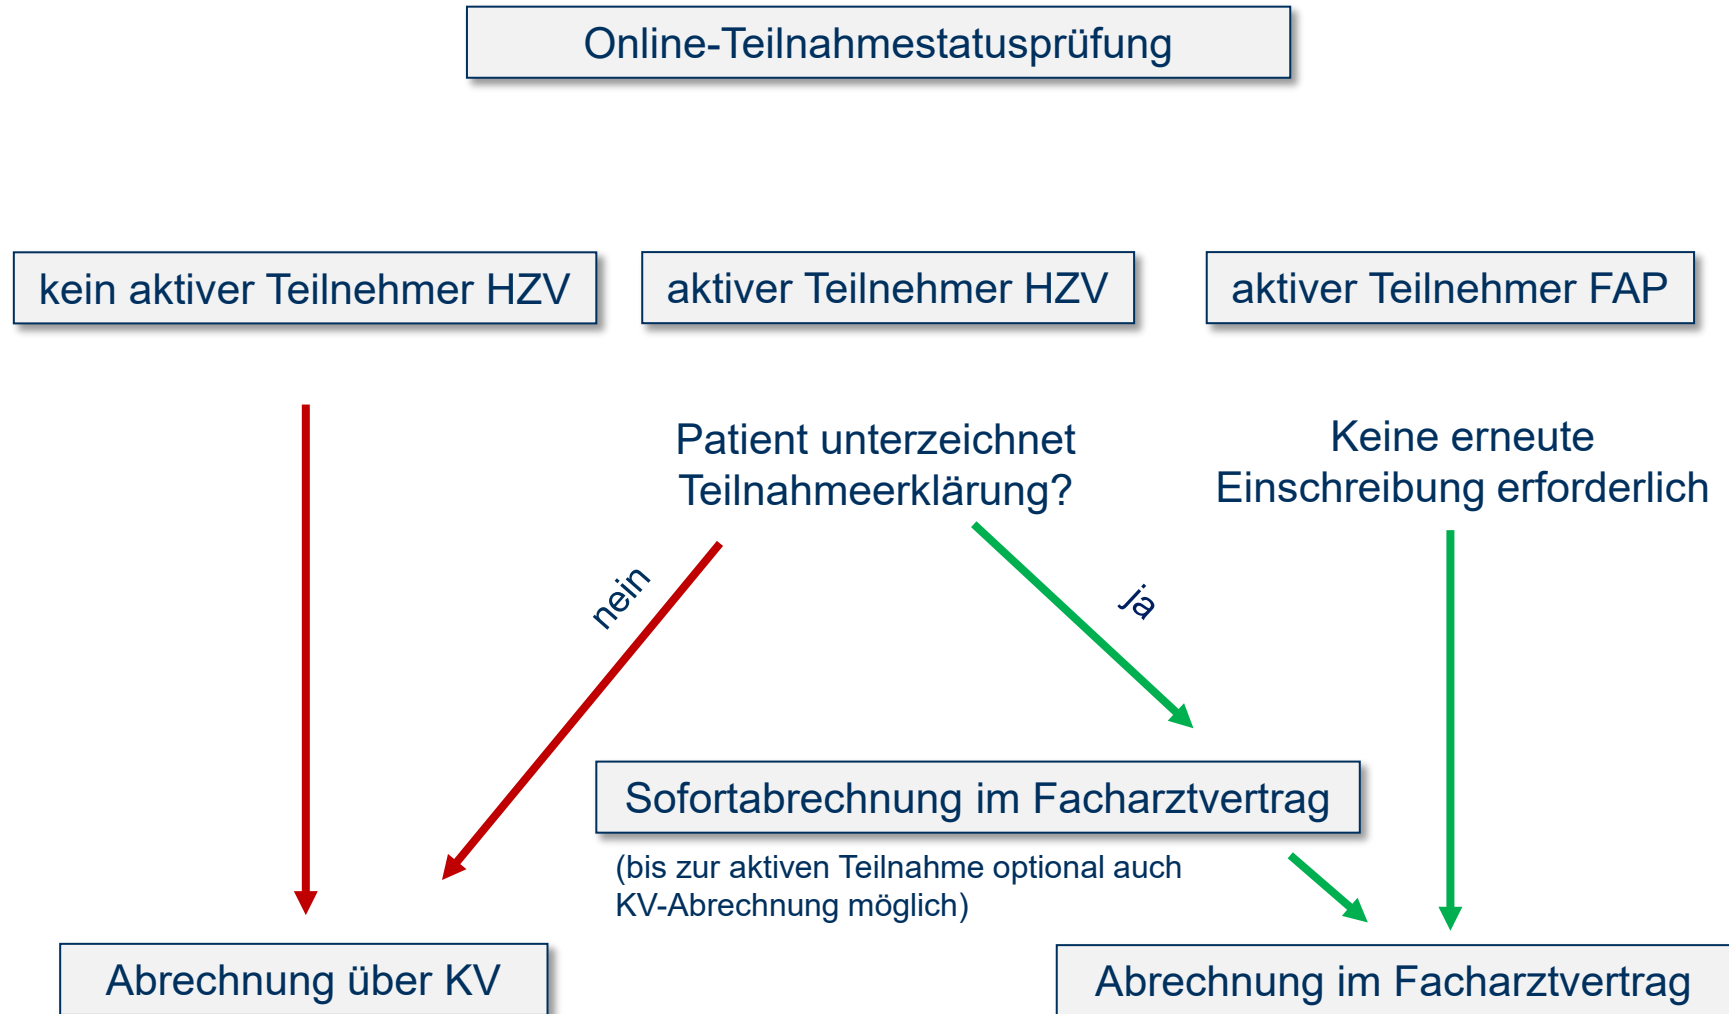 Online-Teilnahmestatusprüfung
kein aktiver Teilnehmer HZV
aktiver Teilnehmer HZV
aktiver Teilnehmer FAP
Patient unterzeichnet
Teilnahmeerklärung?
Keine erneute
Einschreibung erforderlich
nein
ja
Sofortabrechnung im Facharztvertrag
(bis zur aktiven Teilnahme optional auch
KV-Abrechnung möglich)
Abrechnung über KV
Abrechnung im Facharztvertrag